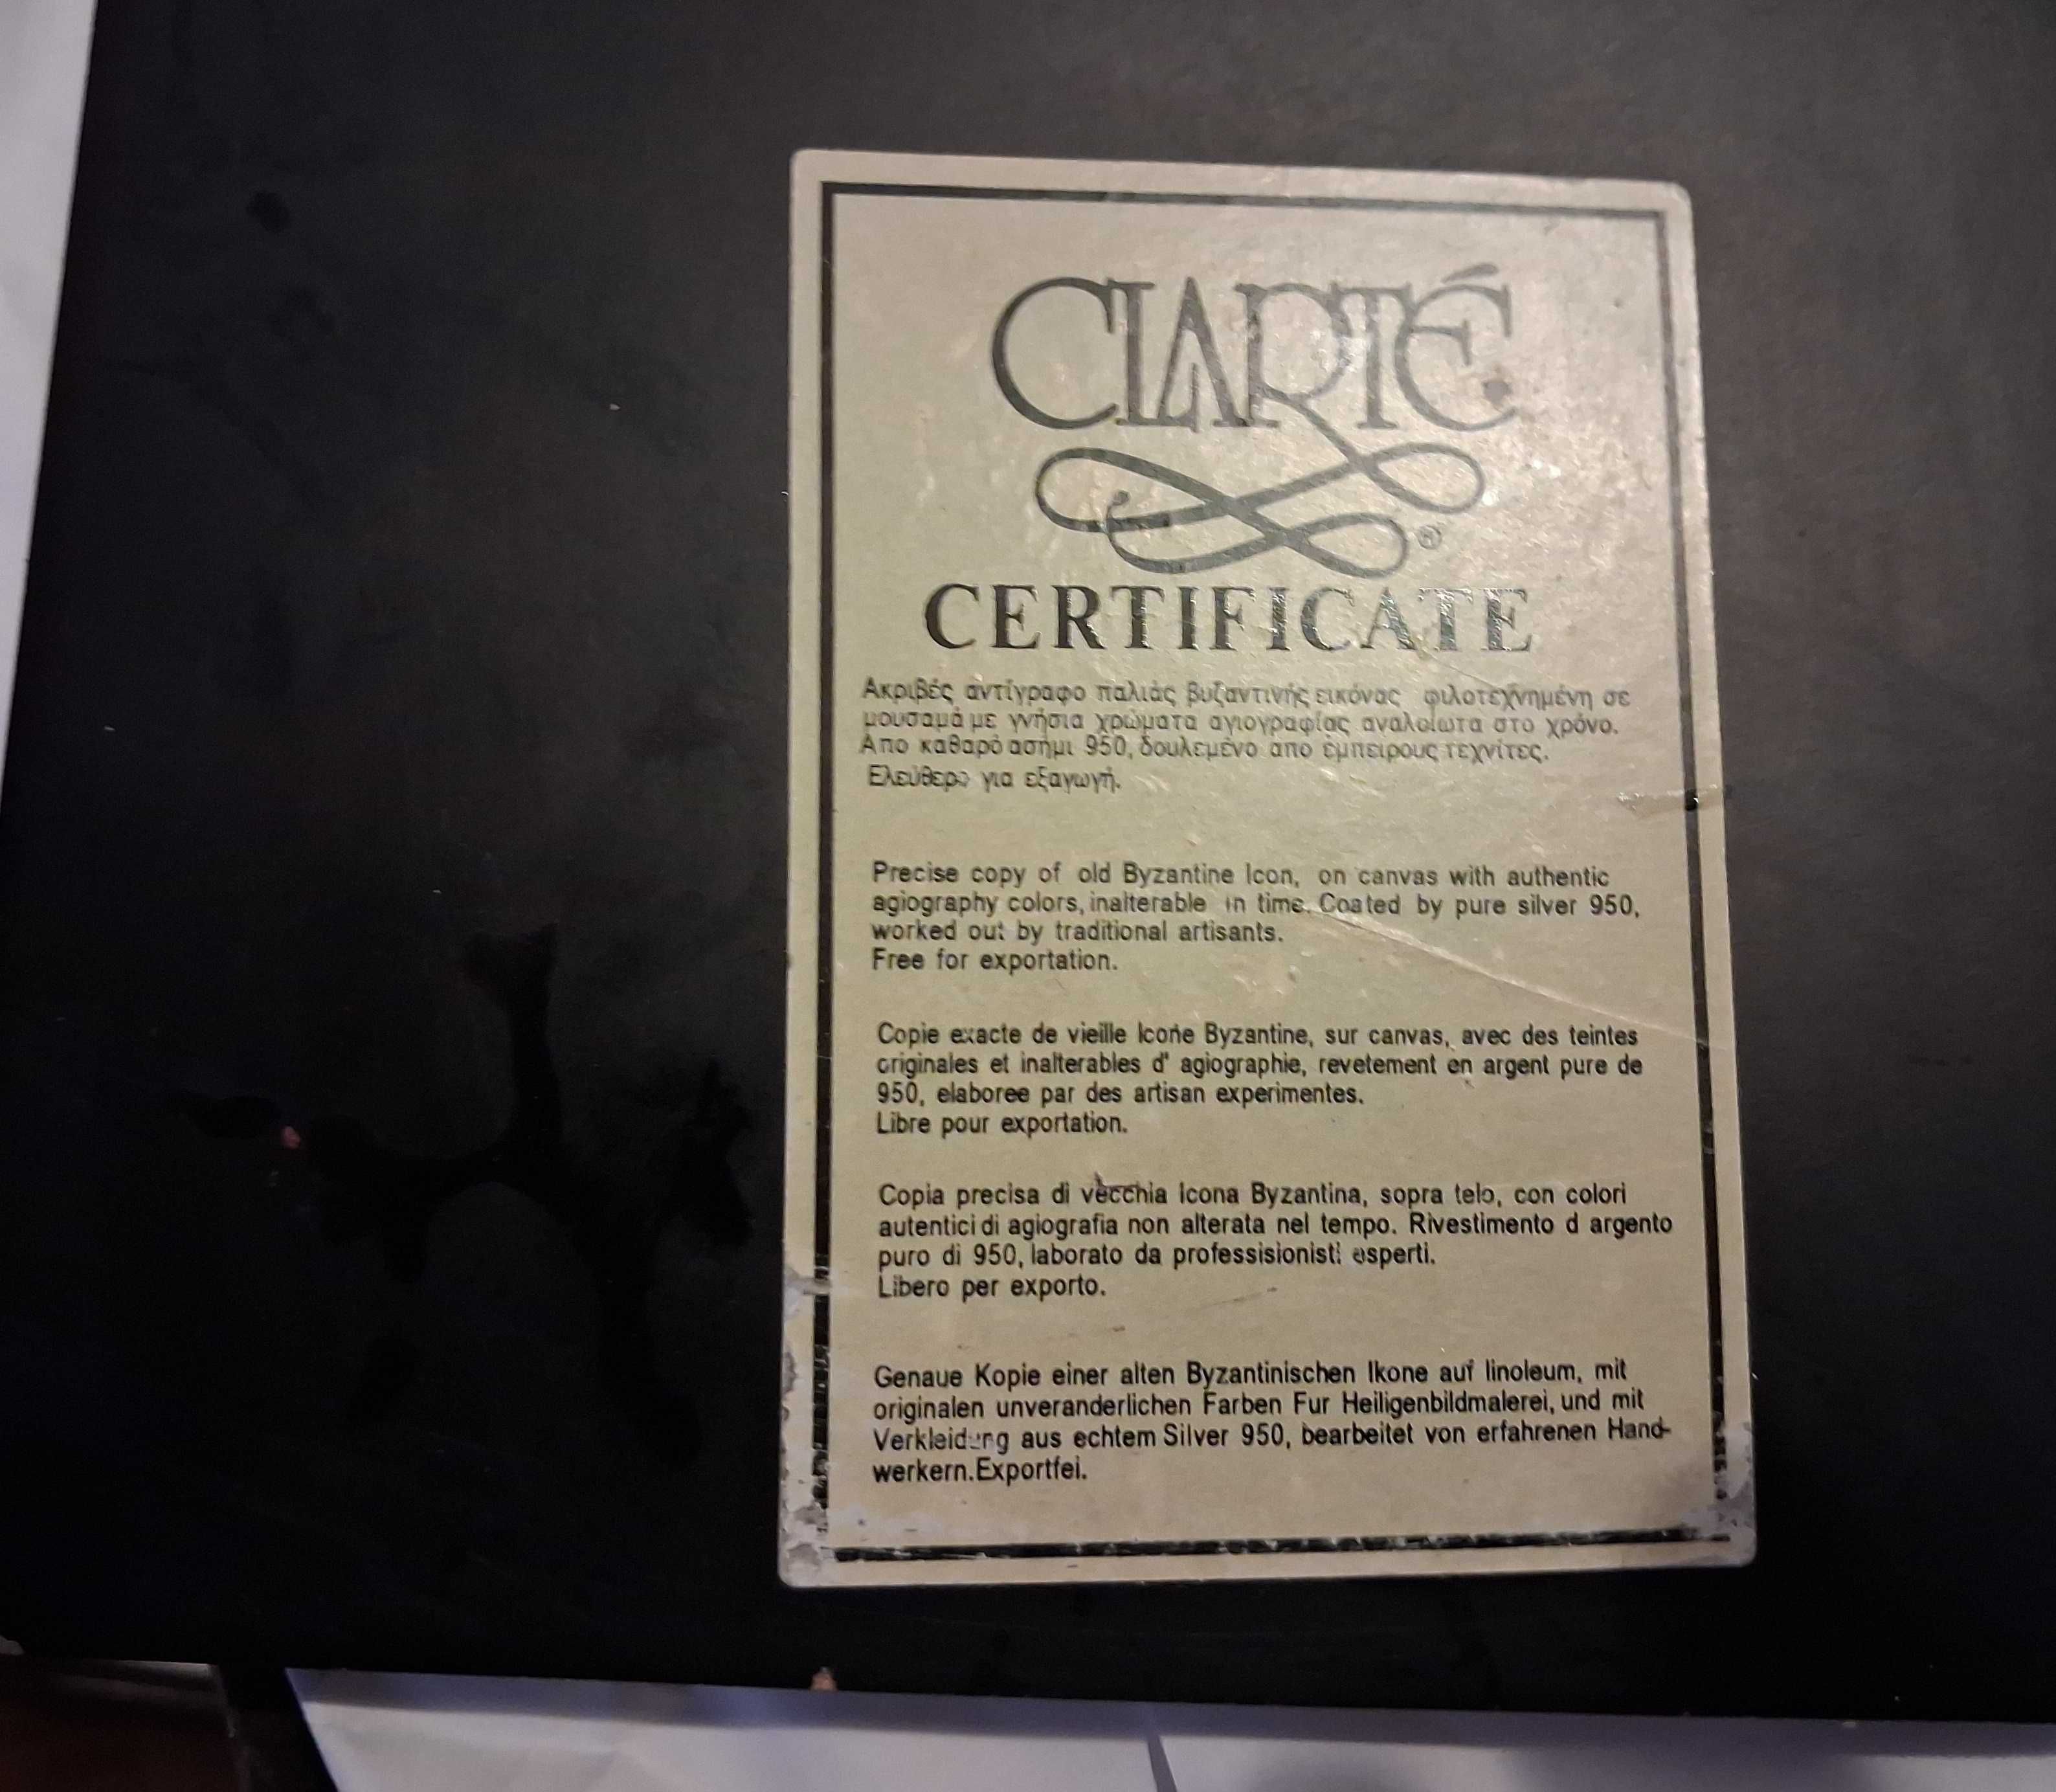 CLARTÉ
®
CERTIFICATE
Ακριβές αντίγραφο παλιάς βυζαντινής εικόνας φιλοτεχνημένη σε
μουσαμά με γνήσια χρώματα αγιογραφίας αναλοίωτα στο χρόνο.
Απο καθαρό ασήμι 950, δουλεμένο απο έμπειρους τεχνίτες.
Ελεύθερο για εξαγωγή.
Precise copy of old Byzantine Icon, on canvas with authentic
agiography colors, inalterable in time. Coated by pure silver 950,
worked out by traditional artisants.
Free for exportation.
Copie exacte de vieille Icone Byzantine, sur canvas, avec des teintes
originales et inalterables d' agiographie, revetement en argent pure de
950, elaboree par des artisan experimentes.
Libre pour exportation.
Copia precisa di vecchia Icona Byzantina, sopra telo, con colori
autentici di agiografia non alterata nel tempo. Rivestimento d argento
puro di 950, laborato da professisionisti esperti.
Libero per exporto.
Genaue Kopie einer alten Byzantinischen Ikone auf linoleum, mit
originalen unveranderlichen Farben Fur Heiligenbildmalerei, und mit
Verkleidung aus echtem Silver 950, bearbeitet von erfahrenen Hand-
werkern. Exportfei.